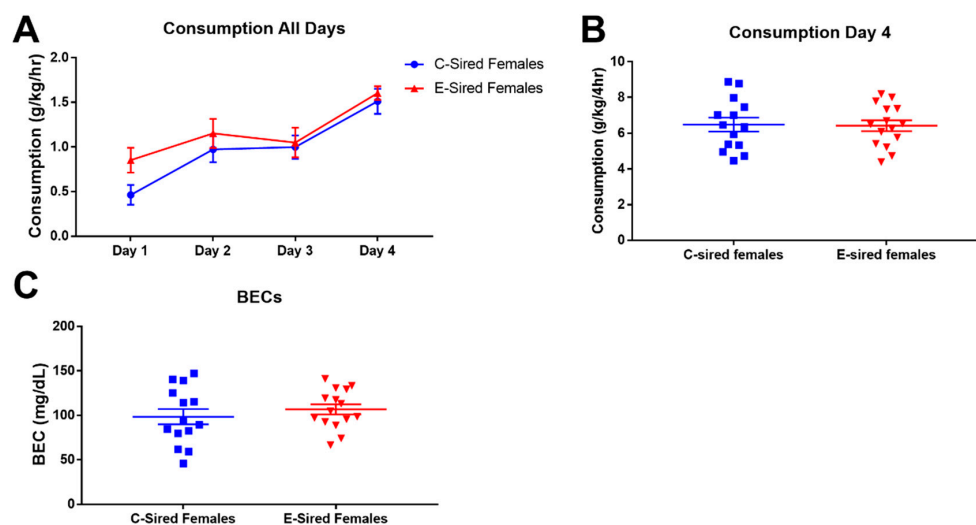 A
Consumption All Days
Consumption (g/kg/hr)
2.0
1.5
1.0
0.5
0.0
Day 1 Day 2 Day 3 Day 4
C-Sired Females
E-Sired Females
B
Consumption Day 4
Consumption (g/kg/4hr)
10
8
6
4
2
0
C-sired females E-sired females
C
BECs
BEC (mg/dL)
200
150
100
50
0
C-Sired Females E-Sired Females